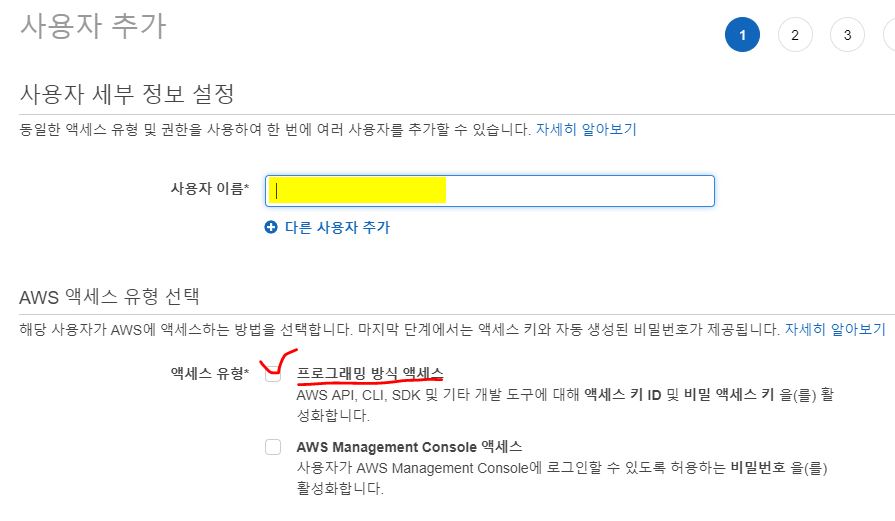 사용자 추가
1 2 3
사용자 세부 정보 설정
동일한 액세스 유형 및 권한을 사용하여 한 번에 여러 사용자를 추가할 수 있습니다. 자세히 알아보기
사용자 이름*
다른 사용자 추가
AWS 액세스 유형 선택
해당 사용자가 AWS에 액세스하는 방법을 선택합니다. 마지막 단계에서는 액세스 키와 자동 생성된 비밀번호가 제공됩니다. 자세히 알아보기
액세스 유형* 프로그래밍 방식 액세스
AWS API, CLI, SDK 및 기타 개발 도구에 대해 액세스 키 ID 및 비밀 액세스 키 을(를) 활
성화합니다.
AWS Management Console 액세스
사용자가 AWS Management Console에 로그인할 수 있도록 허용하는 비밀번호 을(를)
활성화합니다.